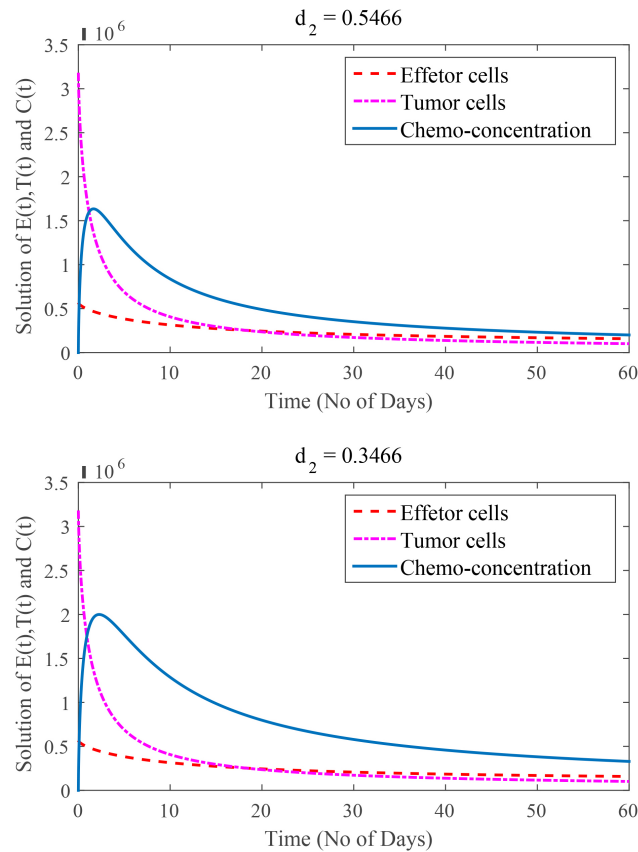 d2 = 0.5466
10^6
3.5
3
2.5
2
1.5
1
0.5
0
Solution of E(t),T(t) and C(t)
Effetor cells
Tumor cells
Chemo-concentration
0 10 20 30 40 50 60
Time (No of Days)
d2 = 0.3466
10^6
3.5
3
2.5
2
1.5
1
0.5
0
Solution of E(t),T(t) and C(t)
Effetor cells
Tumor cells
Chemo-concentration
0 10 20 30 40 50 60
Time (No of Days)